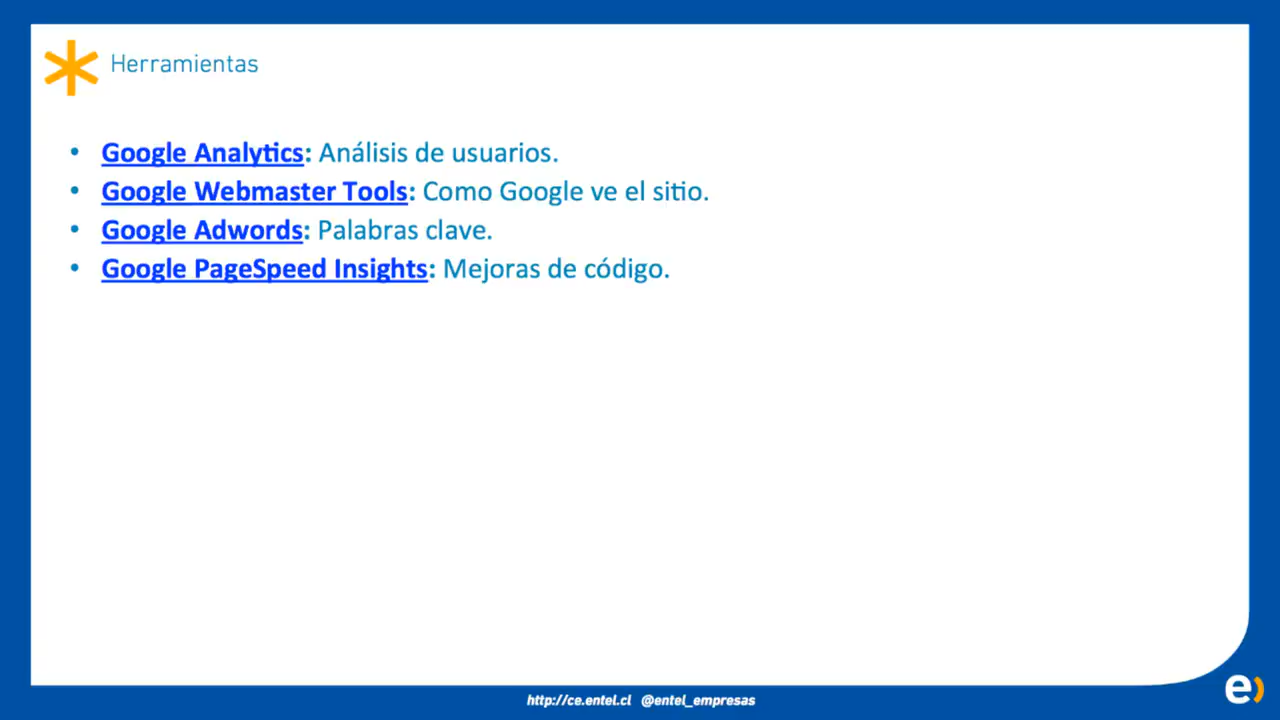 Herramientas
• Google Analytics: Análisis de usuarios.
• Google Webmaster Tools: Como Google ve el sitio.
• Google Adwords: Palabras clave.
• Google PageSpeed Insights: Mejoras de código.
http://ce.entel.cl @entel_empresas
e)